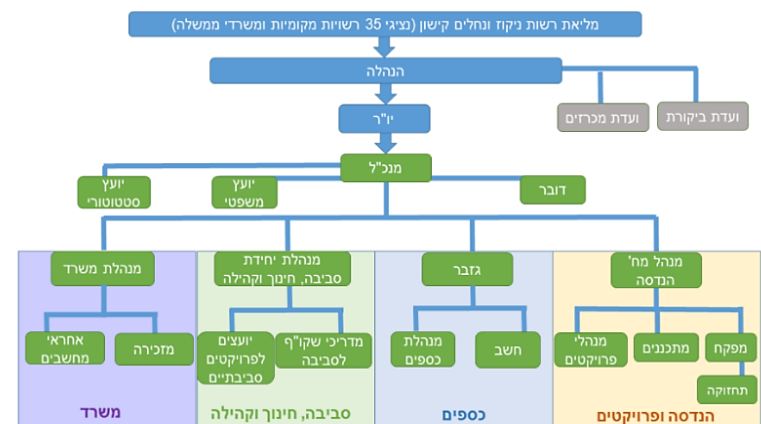 מליאת רשות ניקוז ונחלים קישון (נציגי 35 רשויות מקומיות ומשרדי ממשלה)
הנהלה
ועדת ביקורת
ועדת מכרזים
יו"ר
מנכ"ל
דובר
יועץ
משפטי
יועץ
סטטוטורי
מנהל מח'
הנדסה
גזבר
מנהלת יחידת
סביבה, חינוך וקהילה
מנהלת משרד
מפקח
מתכננים
מנהלי
פרויקטים
תחזוקה
חשב
מנהלת
כספים
מדריכי שקו"ף
לסביבה
יועצים
לפרויקטים
סביבתיים
מזכירה
אחראי
מחשבים
הנדסה ופרויקטים
כספים
סביבה, חינוך וקהילה
משרד